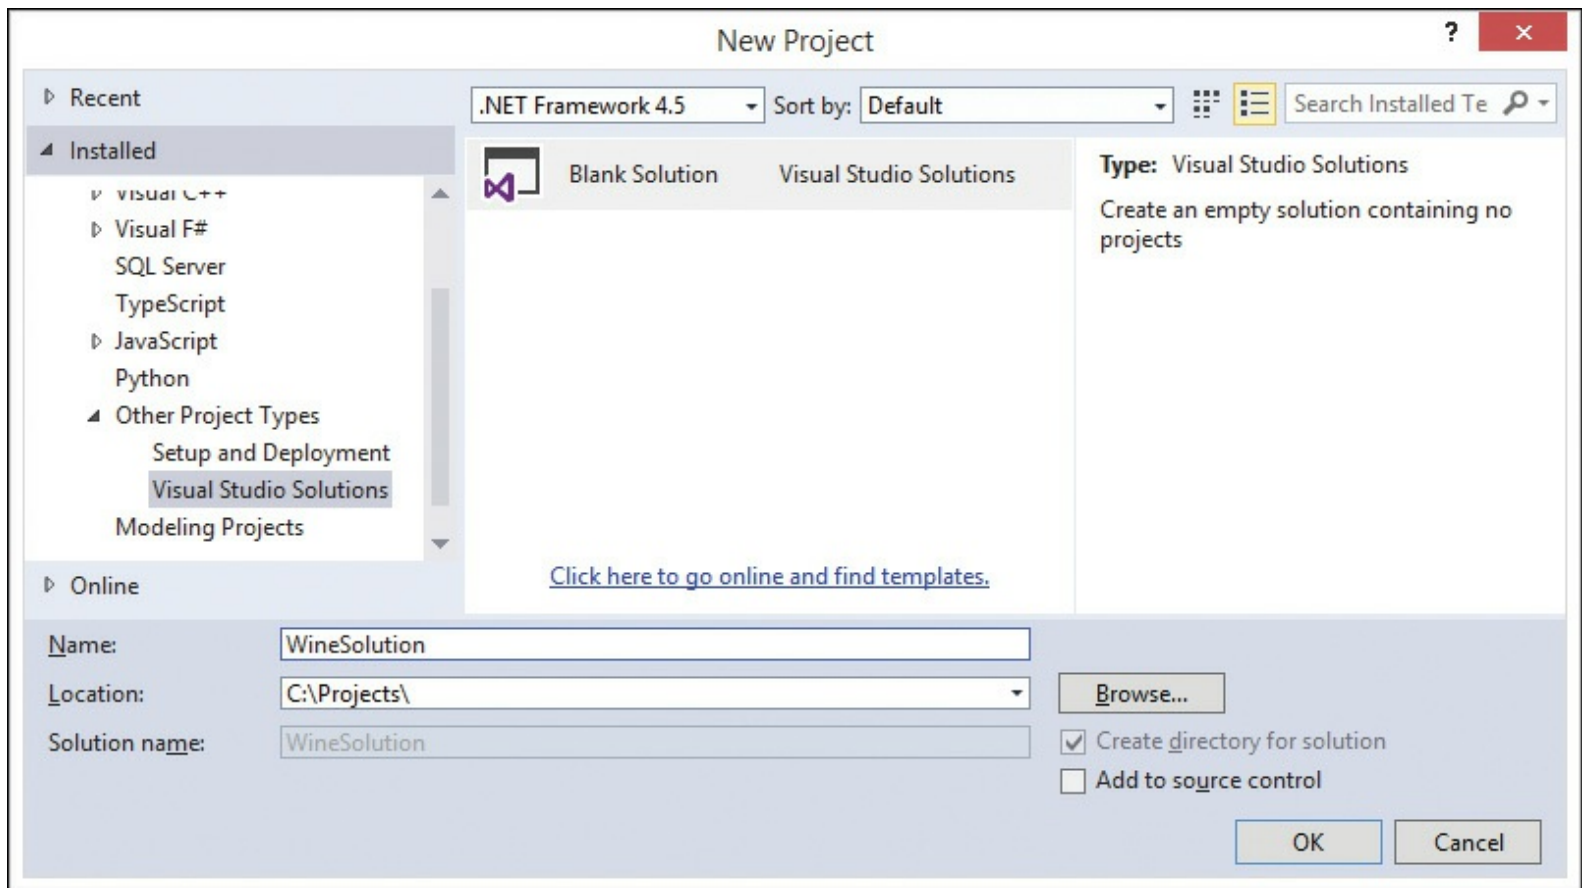 New Project
?
Recent
.NET Framework 4.5
Sort by: Default
Search Installed Te
Installed
Visual C++
Visual F#
SQL Server
TypeScript
JavaScript
Python
Other Project Types
Setup and Deployment
Visual Studio Solutions
Modeling Projects
Online
Blank Solution
Visual Studio Solutions
Click here to go online and find templates.
Type: Visual Studio Solutions
Create an empty solution containing no
projects
Name: WineSolution
Location: C:\Projects\
Browse...
Solution name: WineSolution
Create directory for solution
Add to source control
OK
Cancel